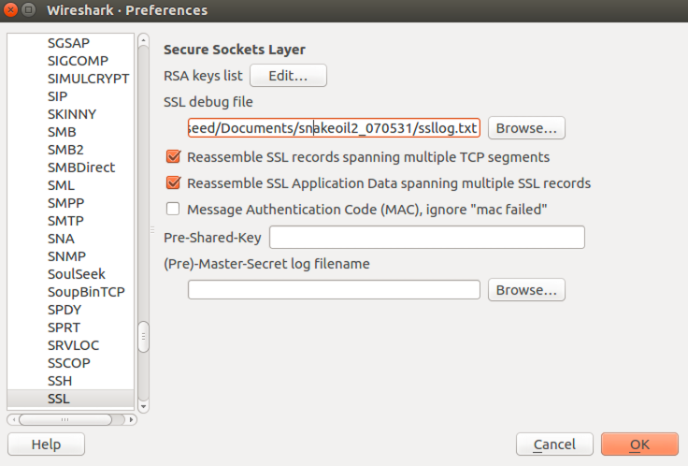 Wireshark · Preferences
SGSAP
SIGCOMP
SIMULCRYPT
SIP
SKINNY
SMB
SMB2
SMBDirect
SML
SMPP
SMTP
SNA
SNMP
SoulSeek
SoupBinTCP
SPDY
SPRT
SRVLOC
SSCOP
SSH
SSL
Secure Sockets Layer
RSA keys list Edit...
SSL debug file
seed/Documents/snakeoil2_070531/ssllog.txt Browse...
Reassemble SSL records spanning multiple TCP segments
Reassemble SSL Application Data spanning multiple SSL records
Message Authentication Code (MAC), ignore "mac failed"
Pre-Shared-Key
(Pre)-Master-Secret log filename
Browse...
Help Cancel OK